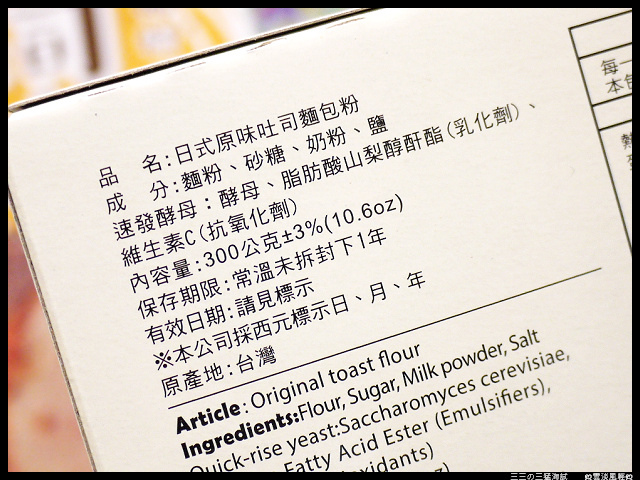 品 名:日式原味吐司麵包粉
成 分:麵粉、砂糖、奶粉、鹽
速發酵母:酵母、脂肪酸山梨醇酐酯(乳化劑)、
維生素C(抗氧化劑)
內容量:300公克±3%(10.6oz)
保存期限:常溫未拆封下1年
有效日期:請見標示
※本公司採西元標示日、月、年
原產地:台灣
Article:Original toast flour
Ingredients:Flour, Sugar, Milk powder, Salt
Quick-rise yeast:Saccharomyces cerevisiae,
Fatty Acid Ester (Emulsifiers),
oxidants)
每一
本包